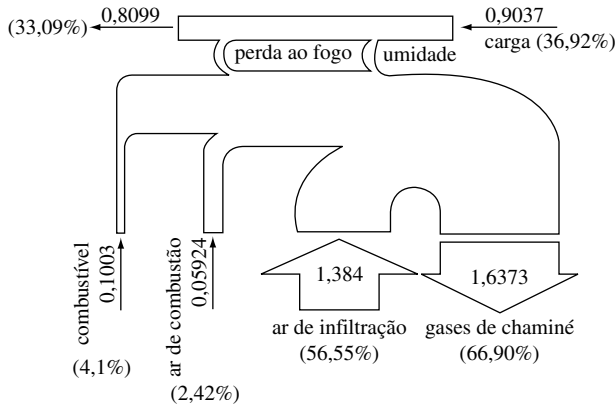 0,8099
(33,09%)
0,9037
carga (36,92%)
perda ao fogo
umidade
combustível
0,1003
(4,1%)
ar de combustão
0,05924
(2,42%)
1,384
ar de infiltração
(56,55%)
1,6373
gases de chaminé
(66,90%)